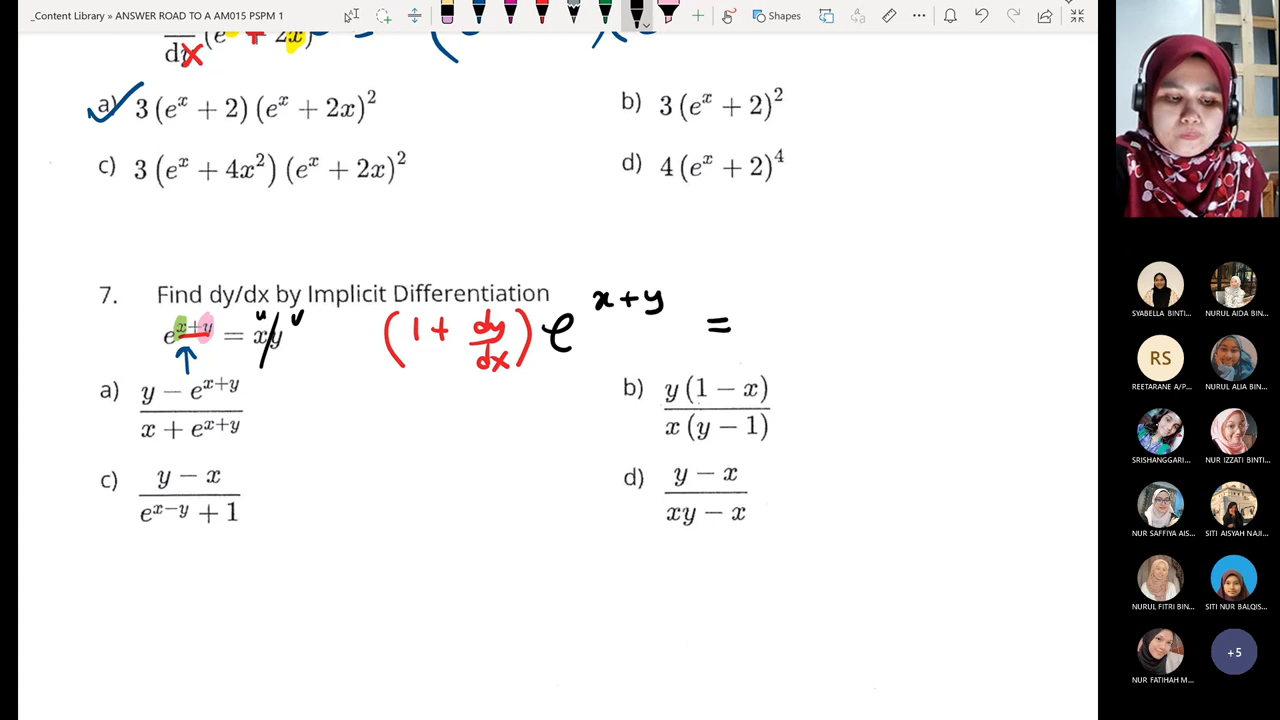 _Content Library » ANSWER ROAD TO A AM015 PSPM 1
Shapes
a) 3(e^x + 2)(e^x + 2x)^2
b) 3(e^x + 2)^2
c) 3(e^x + 4x^2)(e^x + 2x)^2
d) 4(e^x + 2)^4
7. Find dy/dx by Implicit Differentiation
e^{x+y} = xy
u v
(1 + dy/dx) e^{x+y} =
a) (y − e^{x+y})/(x + e^{x+y})
b) y(1 − x)/x(y − 1)
c) (y − x)/(e^{x−y} + 1)
d) (y − x)/(xy − x)
SYABELLA BINTI...
NURUL AIDA BIN...
RS
REETARANE A/P...
NURUL ALIA BIN...
SRISHANGGARI...
NUR IZZATI BINTI...
NUR SAFFIYA AIS...
SITI AISYAH NAJI...
NURUL FITRI BIN...
SITI NUR BALQIS...
NUR FATIHAH M...
+5